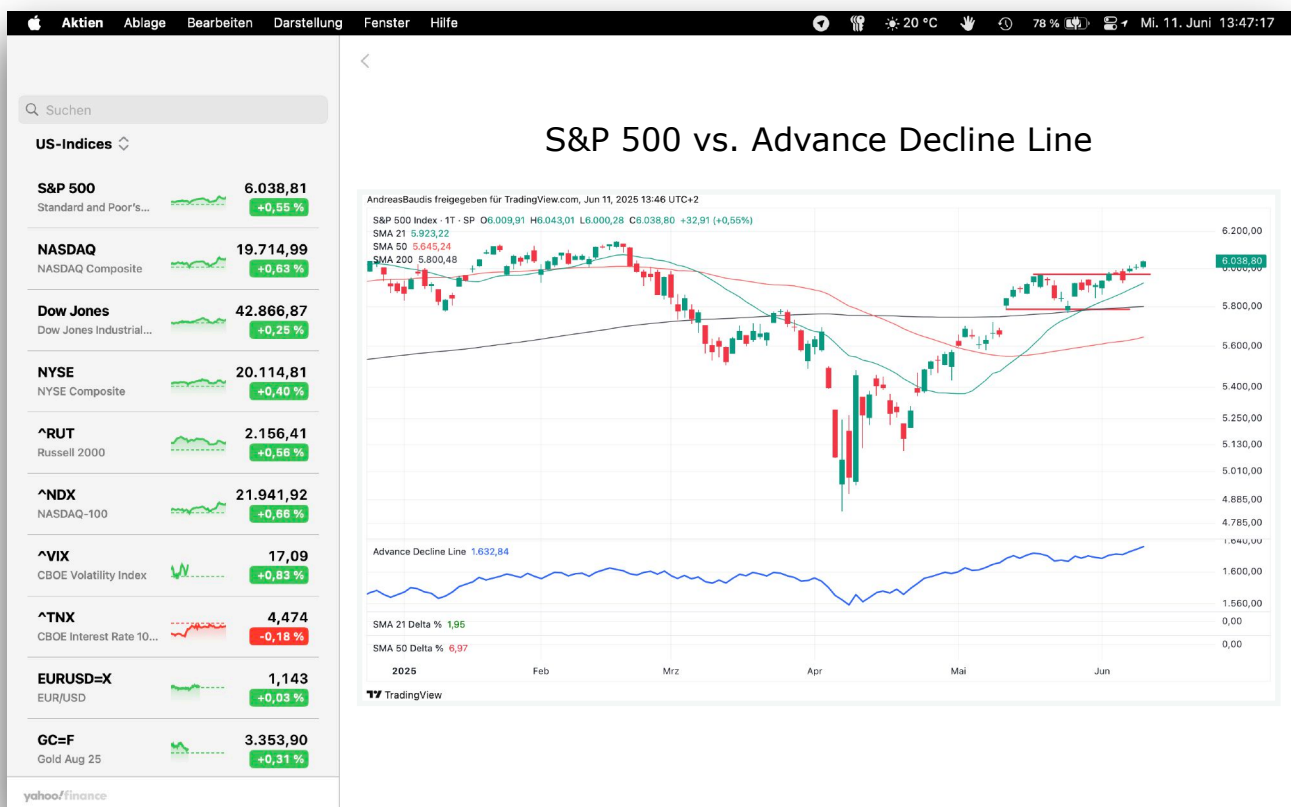 Aktien Ablage Bearbeiten Darstellung Fenster Hilfe 20 °C 78 % Mi. 11. Juni 13:47:17
Suchen
US-Indices
S&P 500 6.038,81
Standard and Poor's... +0,55 %
NASDAQ 19.714,99
NASDAQ Composite +0,63 %
Dow Jones 42.866,87
Dow Jones Industrial... +0,25 %
NYSE 20.114,81
NYSE Composite +0,40 %
^RUT 2.156,41
Russell 2000 +0,56 %
^NDX 21.941,92
NASDAQ-100 +0,66 %
^VIX 17,09
CBOE Volatility Index +0,83 %
^TNX 4,474
CBOE Interest Rate 10... -0,18 %
EURUSD=X 1,143
EUR/USD +0,03 %
GC=F 3.353,90
Gold Aug 25 +0,31 %
yahoo!finance
S&P 500 vs. Advance Decline Line
AndreasBaudis freigegeben für TradingView.com, Jun 11, 2025 13:46 UTC+2
S&P 500 Index · 1T · SP O6.009,91 H6.043,01 L6.000,28 C6.038,80 +32,91 (+0,55%)
SMA 21 5.923,22
SMA 50 5.645,24
SMA 200 5.800,48
6.200,00
6.038,80
6.000,00
5.800,00
5.600,00
5.400,00
5.250,00
5.130,00
5.010,00
4.885,00
4.785,00
Advance Decline Line 1.632,84
1.640,00
1.600,00
1.560,00
SMA 21 Delta % 1,95 0,00
SMA 50 Delta % 6,97 0,00
2025 Feb Mrz Apr Mai Jun
TradingView